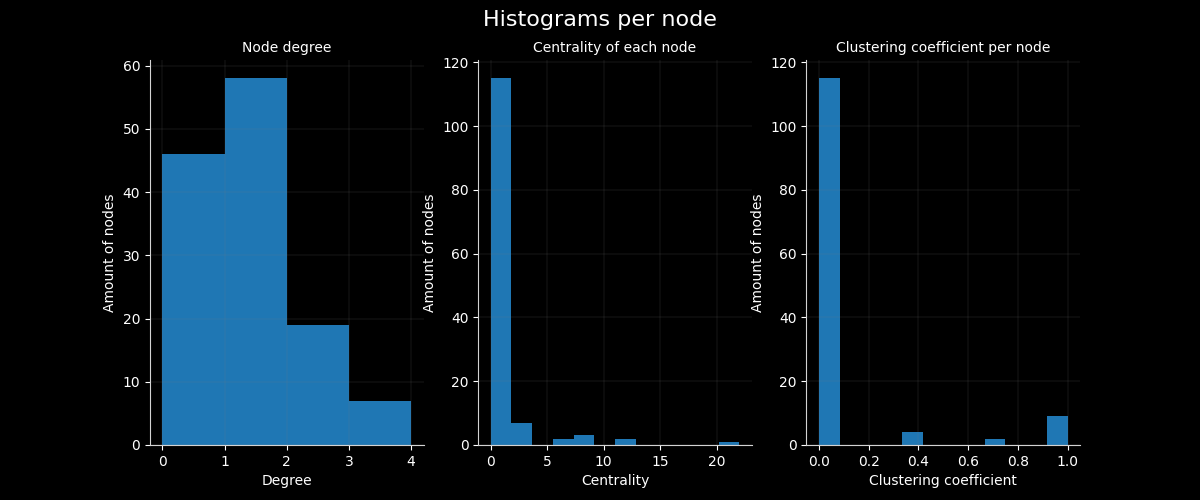 Histograms per node
Node degree
Amount of nodes
60
50
40
30
20
10
0
0 1 2 3 4
Degree
Centrality of each node
Amount of nodes
120
100
80
60
40
20
0
0 5 10 15 20
Centrality
Clustering coefficient per node
Amount of nodes
120
100
80
60
40
20
0
0.0 0.2 0.4 0.6 0.8 1.0
Clustering coefficient